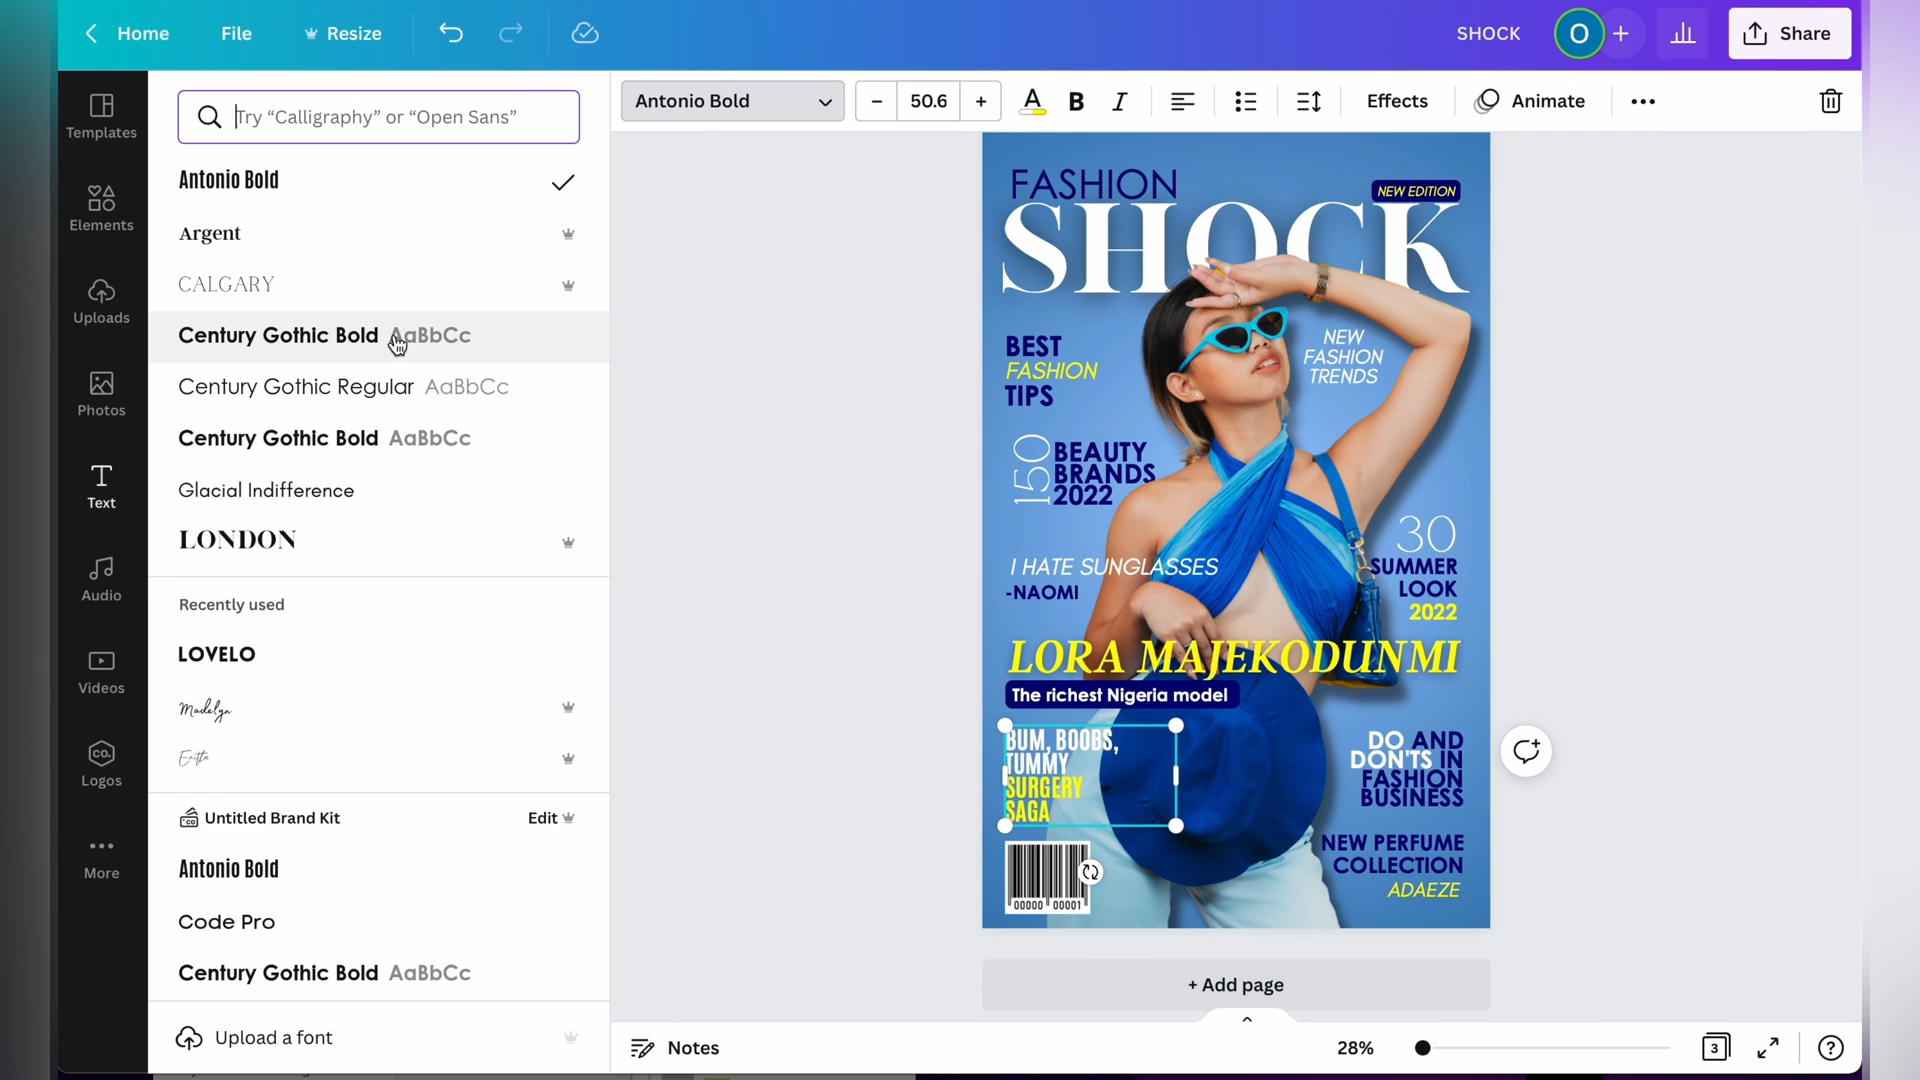 Home
File
Resize
SHOCK
O
+
Share
Templates
Elements
Uploads
Photos
Text
Audio
Videos
CO.
Logos
More
Try “Calligraphy” or “Open Sans”
Antonio Bold
Argent
CALGARY
Century Gothic Bold AaBbCc
Century Gothic Regular AaBbCc
Century Gothic Bold AaBbCc
Glacial Indifference
LONDON
Recently used
LOVELO
Madelyn
Untitled Brand Kit
Edit
Antonio Bold
Code Pro
Century Gothic Bold AaBbCc
Upload a font
Antonio Bold
– 50.6 +
A
B
I
Effects
Animate
FASHION
NEW EDITION
SHOCK
BEST
FASHION
TIPS
NEW
FASHION
TRENDS
150
BEAUTY
BRANDS
2022
30
SUMMER
LOOK
2022
I HATE SUNGLASSES
-NAOMI
LORA MAJEKODUNMI
The richest Nigeria model
BUM, BOOBS,
TUMMY
SURGERY
SAGA
DO AND
DON'TS IN
FASHION
BUSINESS
NEW PERFUME
COLLECTION
ADAEZE
00000 00001
+ Add page
Notes
28%
3
?